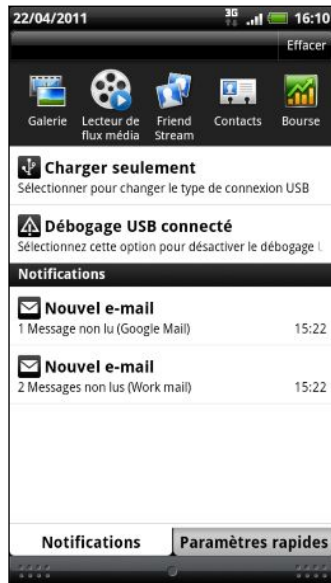 22/04/2011 3G 16:10
Effacer
Galerie Lecteur de flux média Friend Stream Contacts Bourse
Charger seulement
Sélectionner pour changer le type de connexion USB
Débogage USB connecté
Sélectionnez cette option pour désactiver le débogage
Notifications
Nouvel e-mail
1 Message non lu (Google Mail) 15:22
Nouvel e-mail
2 Messages non lus (Work mail) 15:22
Notifications Paramètres rapides